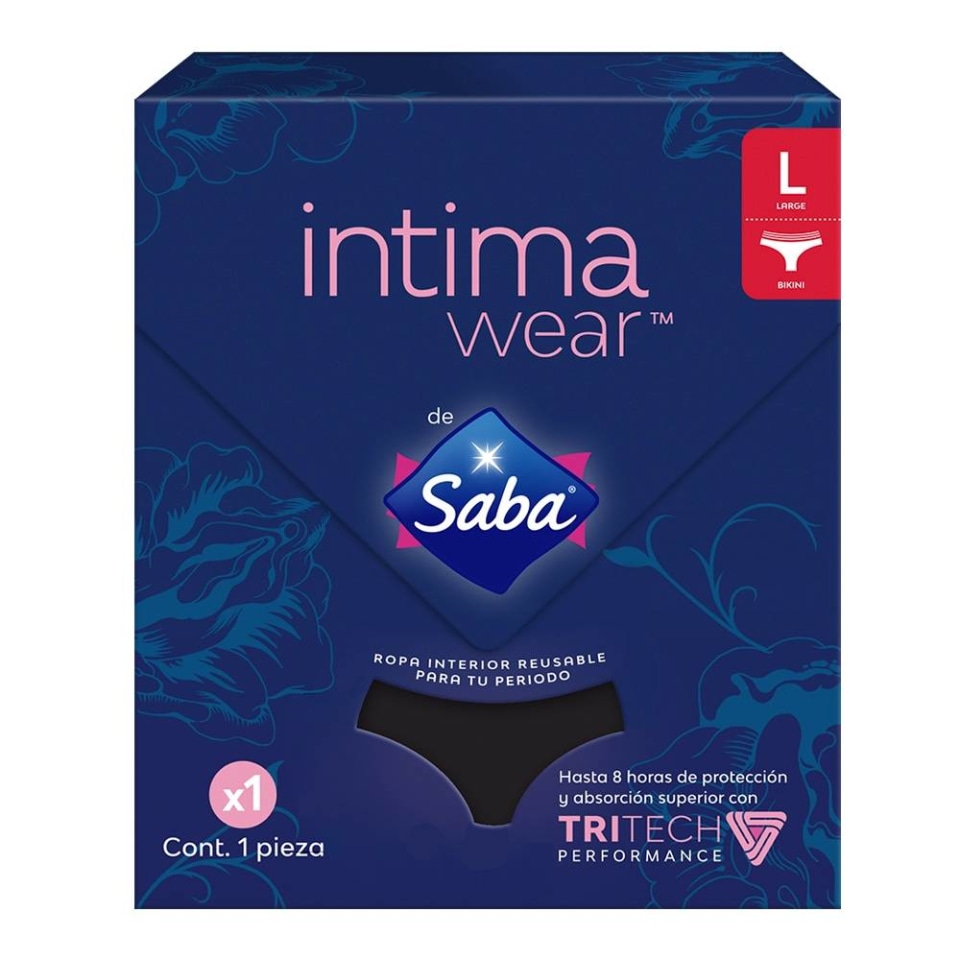 L
LARGE
BIKINI
intima
wear™
de
Saba®
ROPA INTERIOR REUSABLE
PARA TU PERIODO
x1
Cont. 1 pieza
Hasta 8 horas de protección
y absorción superior con
TRITECH
PERFORMANCE